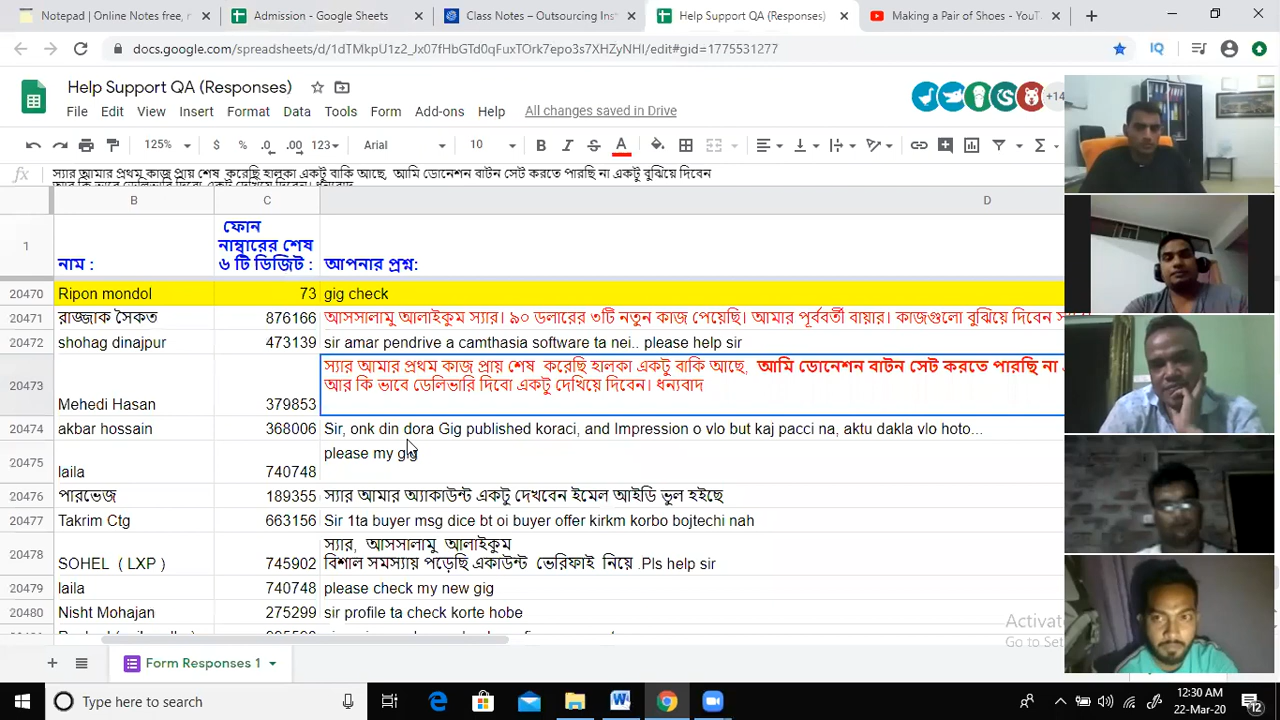 Notepad | Online Notes free, r
Admission - Google Sheets
Class Notes – Outsourcing Ins
Help Support QA (Responses)
Making a Pair of Shoes - YouT
docs.google.com/spreadsheets/d/1dTMkpU1z2_Jx07fHbGTd0qFuxTOrk7epo3s7XHZyNHI/edit#gid=1775531277
Help Support QA (Responses)
+14
File Edit View Insert Format Data Tools Form Add-ons Help All changes saved in Drive
125% $ % .0 .00 123 Arial 10 B I S A
fx স্যার আমার প্রথম কাজ প্রায় শেষ করেছি হালকা একটু বাকি আছে, আমি ডোনেশন বাটন সেট করতে পারছি না একটু বুঝিয়ে দিবেন
আর কি ভাবে ডেলিভারি দিবো একটু দেখিয়ে দিবেন। ধন্যবাদ
B C D
1 নাম : ফোন নাম্বারের শেষ ৬ টি ডিজিট : আপনার প্রশ্ন:
20470 Ripon mondol 73 gig check
20471 রাজ্জাক সৈকত 876166 আসসালামু আলাইকুম স্যার। ৯০ ডলারের ৩টি নতুন কাজ পেয়েছি। আমার পূর্ববর্তী বায়ার। কাজগুলো বুঝিয়ে দিবেন
20472 shohag dinajpur 473139 sir amar pendrive a camthasia software ta nei.. please help sir
20473 Mehedi Hasan 379853 স্যার আমার প্রথম কাজ প্রায় শেষ করেছি হালকা একটু বাকি আছে, আমি ডোনেশন বাটন সেট করতে পারছি না
আর কি ভাবে ডেলিভারি দিবো একটু দেখিয়ে দিবেন। ধন্যবাদ
20474 akbar hossain 368006 Sir, onk din dora Gig published koraci, and Impression o vlo but kaj pacci na, aktu dakla vlo hoto...
20475 laila 740748 please my gig
20476 পারভেজ 189355 স্যার আমার অ্যাকাউন্ট একটু দেখবেন ইমেল আইডি ভুল হইছে
20477 Takrim Ctg 663156 Sir 1ta buyer msg dice bt oi buyer offer kirkm korbo bojtechi nah
20478 SOHEL ( LXP ) 745902 স্যার, আসসালামু আলাইকুম
বিশাল সমস্যায় পড়েছি একাউন্ট ভেরিফাই নিয়ে .Pls help sir
20479 laila 740748 please check my new gig
20480 Nisht Mohajan 275299 sir profile ta check korte hobe
Activate
Go to Set
Form Responses 1
Type here to search
12:30 AM
22-Mar-20
12